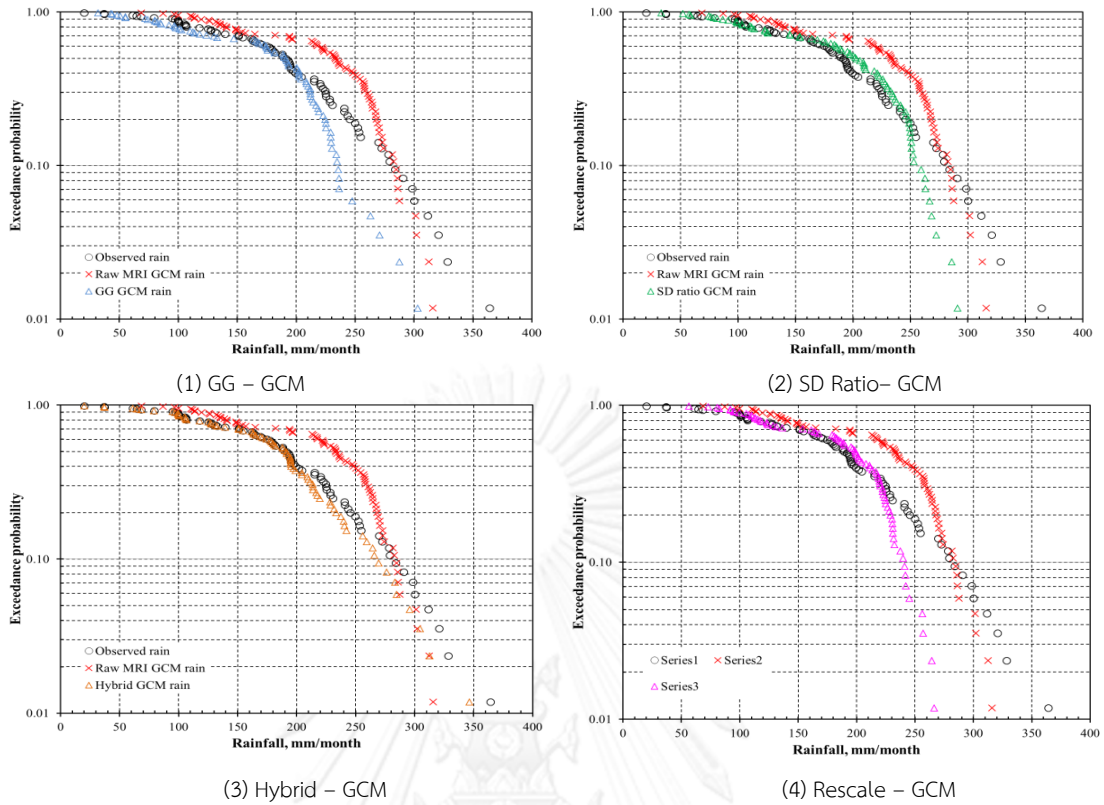 1.00
0.10
0.01
Exceedance probability
Observed rain
Raw MRI GCM rain
GG GCM rain
0 50 100 150 200 250 300 350 400
Rainfall, mm/month
(1) GG – GCM
1.00
0.10
0.01
Exceedance probability
Observed rain
Raw MRI GCM rain
SD ratio GCM rain
0 50 100 150 200 250 300 350 400
Rainfall, mm/month
(2) SD Ratio– GCM
1.00
0.10
0.01
Exceedance probability
Observed rain
Raw MRI GCM rain
Hybrid GCM rain
0 50 100 150 200 250 300 350 400
Rainfall, mm/month
(3) Hybrid – GCM
1.00
0.10
0.01
Exceedance probability
Series1 Series2
Series3
0 50 100 150 200 250 300 350 400
Rainfall, mm/month
(4) Rescale – GCM